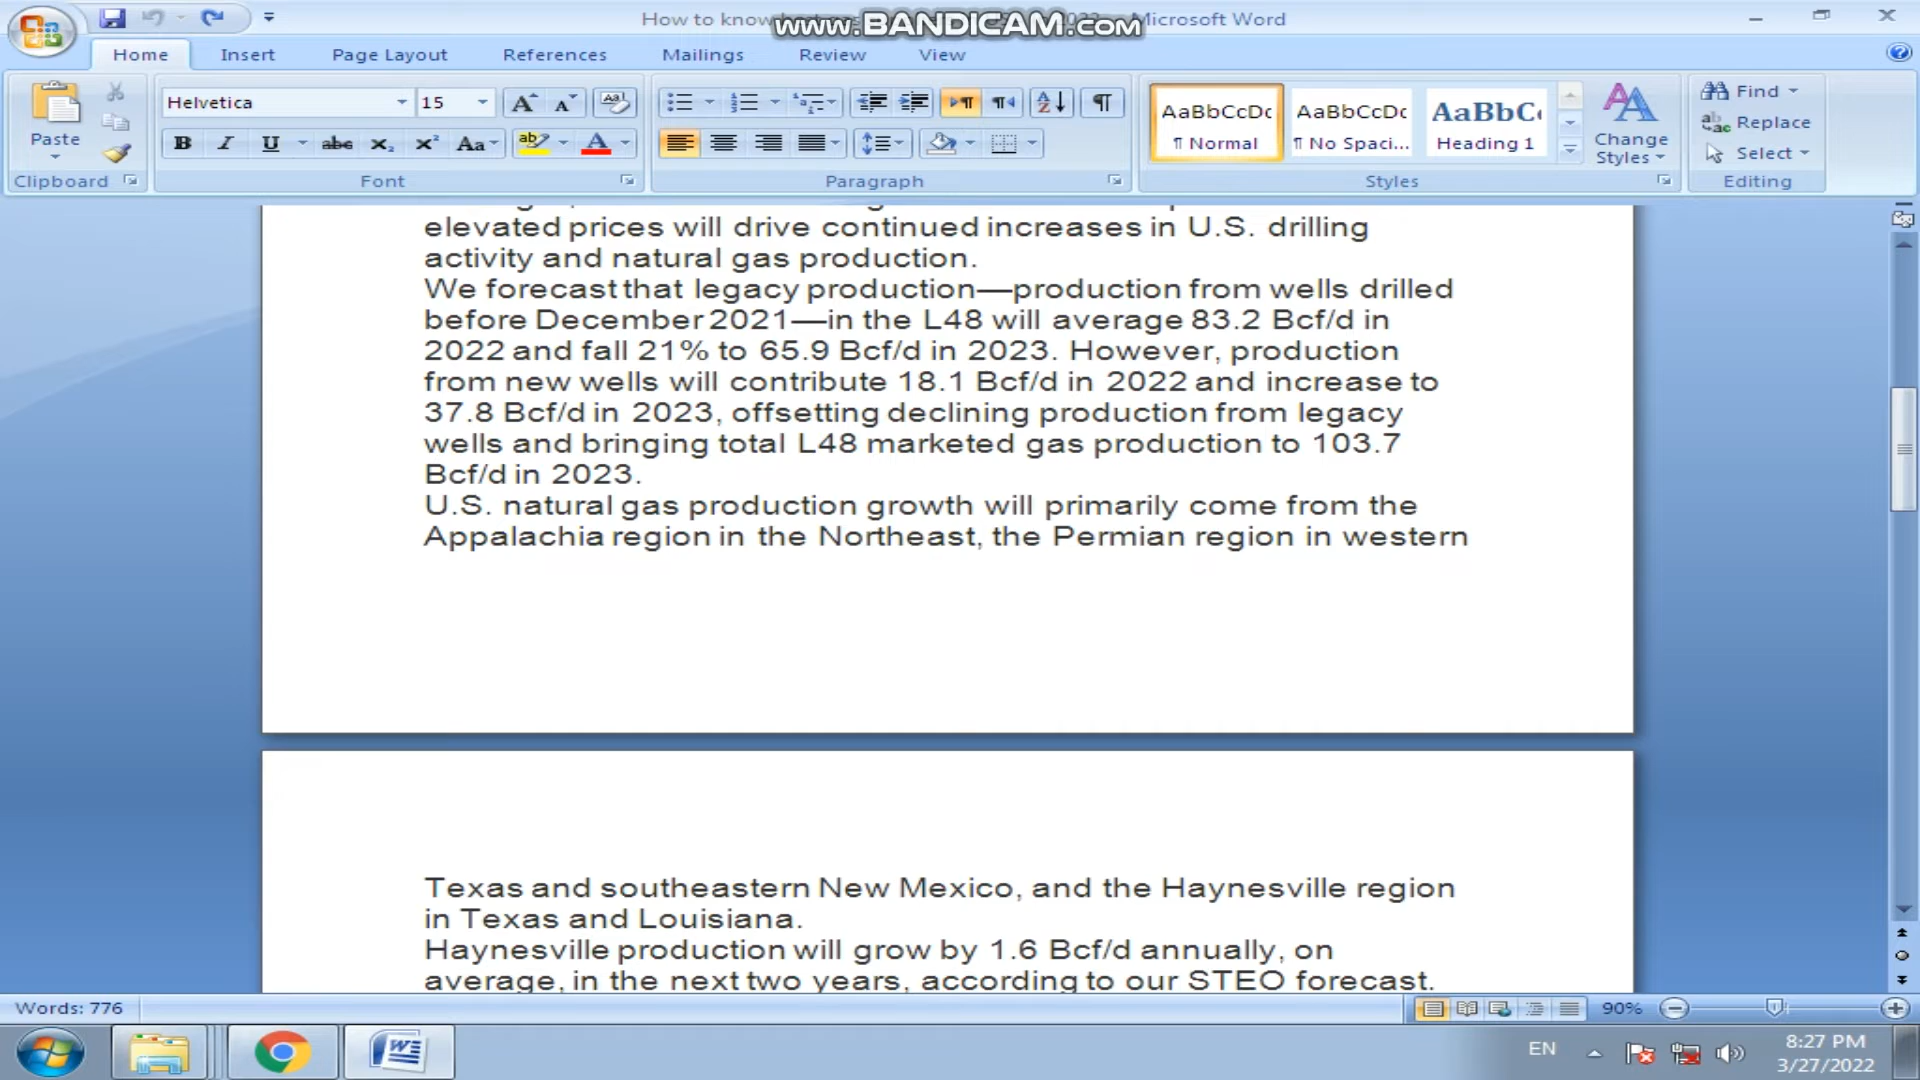 How to know
www.BANDICAM.com
Microsoft Word
Home
Insert
Page Layout
References
Mailings
Review
View
Paste
Clipboard
Helvetica
15
Font
Paragraph
AaBbCcDc
¶ Normal
AaBbCcDc
¶ No Spaci...
AaBbC
Heading 1
Change
Styles
Styles
Find
Replace
Select
Editing
elevated prices will drive continued increases in U.S. drilling
activity and natural gas production.
We forecast that legacy production—production from wells drilled
before December 2021—in the L48 will average 83.2 Bcf/d in
2022 and fall 21% to 65.9 Bcf/d in 2023. However, production
from new wells will contribute 18.1 Bcf/d in 2022 and increase to
37.8 Bcf/d in 2023, offsetting declining production from legacy
wells and bringing total L48 marketed gas production to 103.7
Bcf/d in 2023.
U.S. natural gas production growth will primarily come from the
Appalachia region in the Northeast, the Permian region in western
Texas and southeastern New Mexico, and the Haynesville region
in Texas and Louisiana.
Haynesville production will grow by 1.6 Bcf/d annually, on
average, in the next two years, according to our STEO forecast.
Words: 776
90%
EN
8:27 PM
3/27/2022